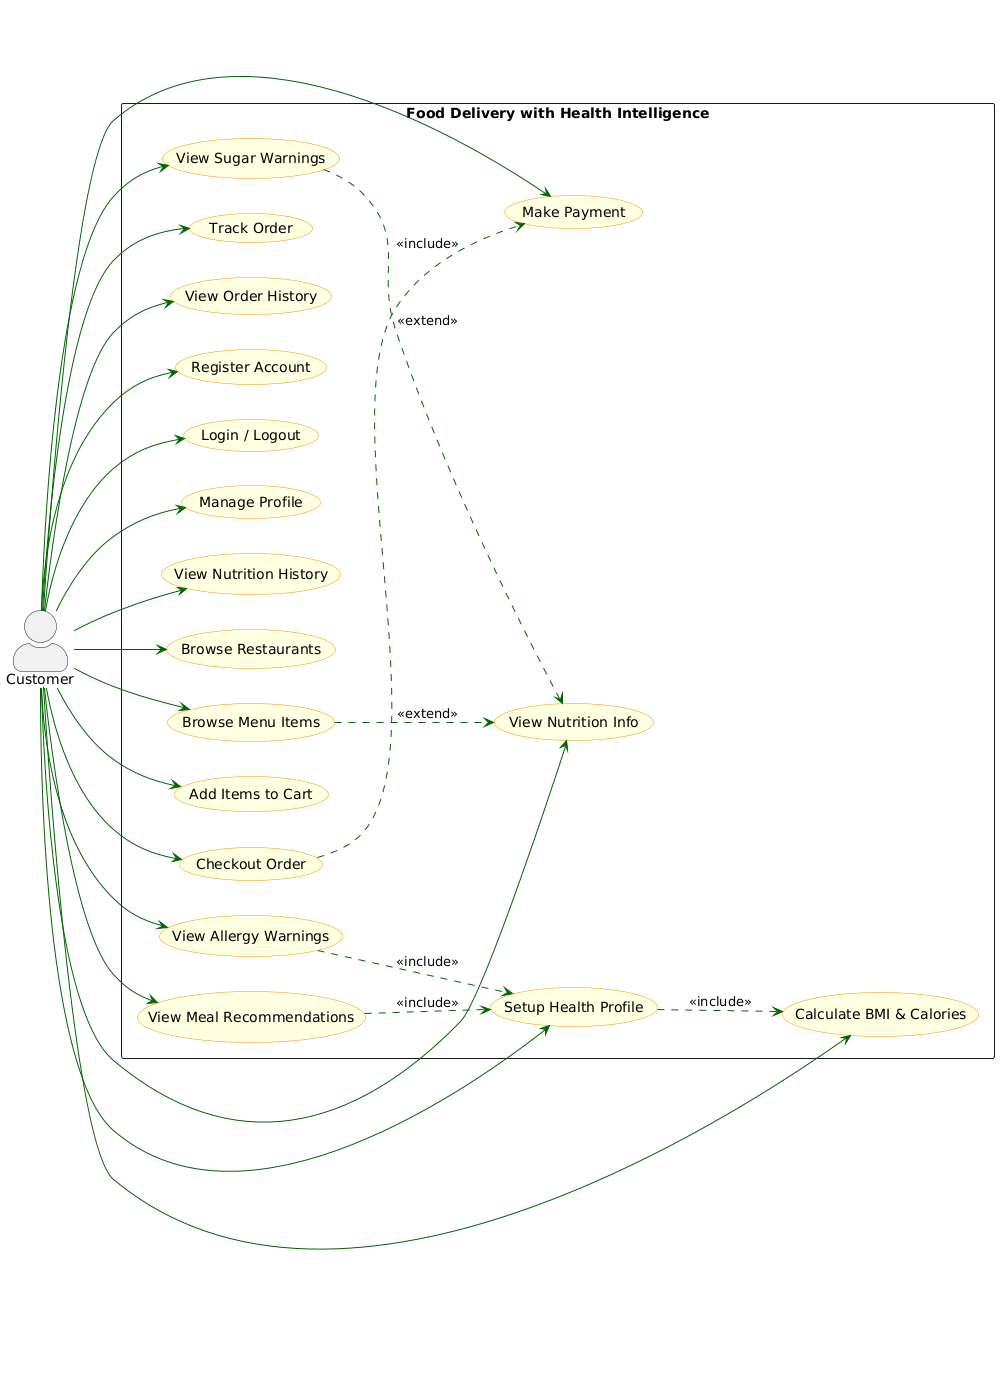 Food Delivery with Health Intelligence
View Sugar Warnings
Make Payment
Track Order
«include»
View Order History
«extend»
Register Account
Login / Logout
Manage Profile
View Nutrition History
Browse Restaurants
Customer
Browse Menu Items
«extend»
View Nutrition Info
Add Items to Cart
Checkout Order
View Allergy Warnings
«include»
View Meal Recommendations
«include»
Setup Health Profile
«include»
Calculate BMI & Calories